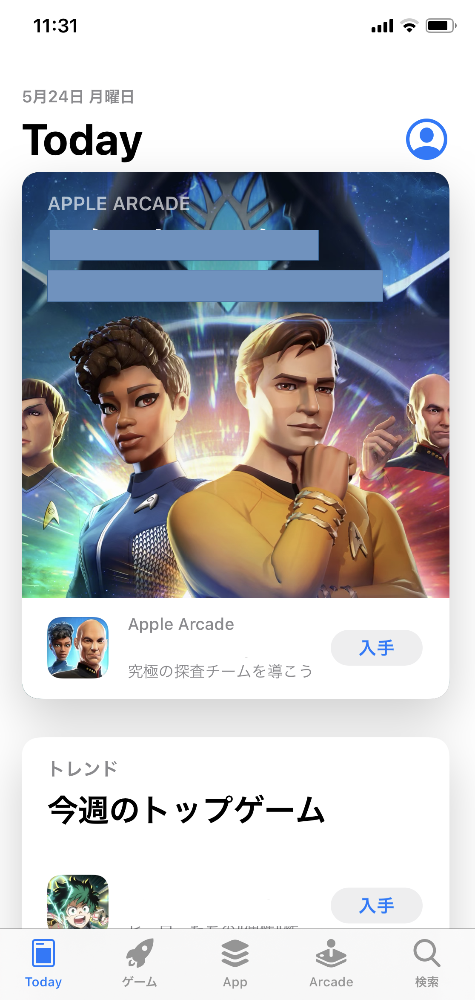 11:31
5月24日 月曜日
Today
APPLE ARCADE
Apple Arcade
究極の探査チームを導こう
入手
トレンド
今週のトップゲーム
入手
Today
ゲーム
App
Arcade
検索